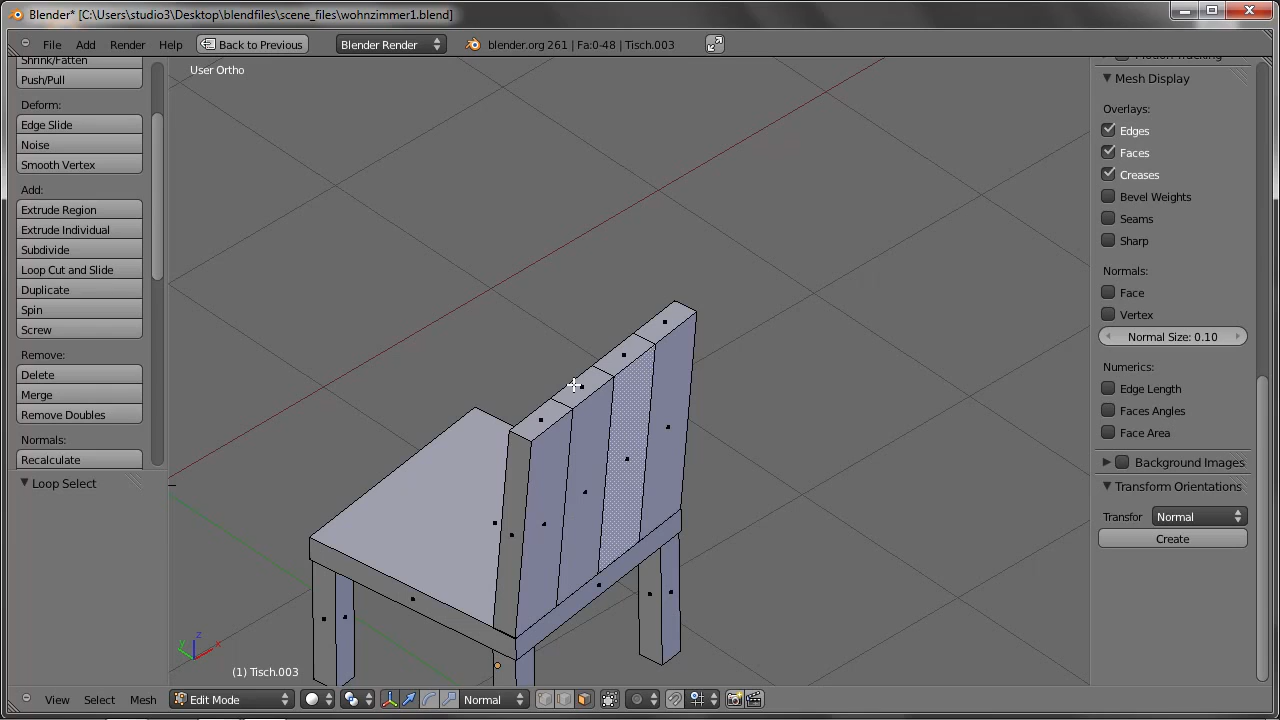 Blender* [C:\Users\studio3\Desktop\blendfiles\scene_files\wohnzimmer1.blend]
File Add Render Help Back to Previous Blender Render blender.org 261 | Fa:0-48 | Tisch.003
Shrink/Fatten
Push/Pull
Deform:
Edge Slide
Noise
Smooth Vertex
Add:
Extrude Region
Extrude Individual
Subdivide
Loop Cut and Slide
Duplicate
Spin
Screw
Remove:
Delete
Merge
Remove Doubles
Normals:
Recalculate
Loop Select
User Ortho
z
y
x
(1) Tisch.003
Motion Tracking
Mesh Display
Overlays:
Edges
Faces
Creases
Bevel Weights
Seams
Sharp
Normals:
Face
Vertex
Normal Size: 0.10
Numerics:
Edge Length
Faces Angles
Face Area
Background Images
Transform Orientations
Transfor Normal
Create
View Select Mesh Edit Mode Normal